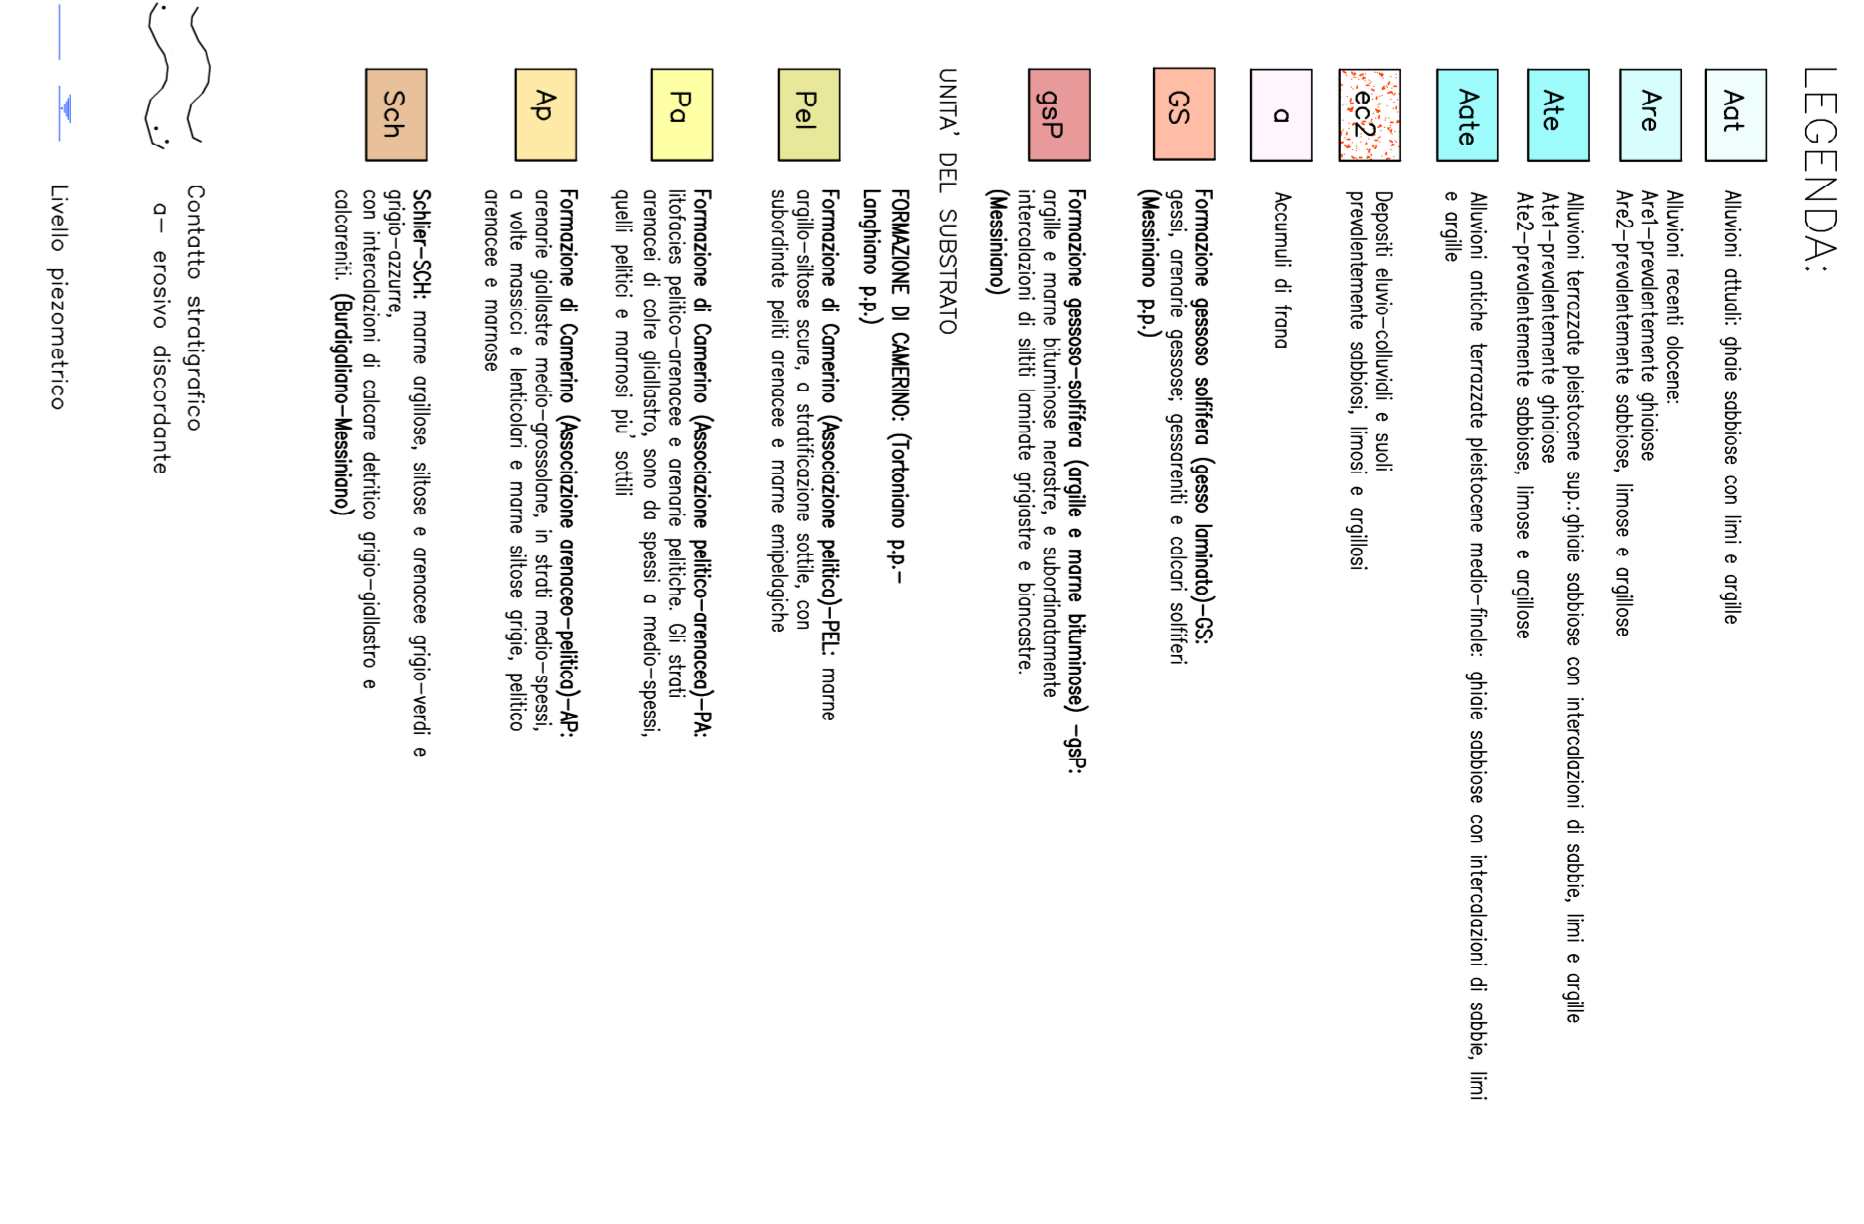 LEGENDA:
Aat
Alluvioni attuali: ghaie sabbiose con limi e argille
Are
Alluvioni recenti olocene:
Are1-prevalentemente ghiaiose
Are2-prevalentemente sabbiose, limose e argillose
Ate
Alluvioni terrazzate pleistocene sup.:ghiaie sabbiose con intercalazioni di sabbie, limi e argille
Ate1-prevalentemente ghiaiose
Ate2-prevalentemente sabbiose, limose e argillose
Aate
Alluvioni antiche terrazzate pleistocene medio-finale: ghiaie sabbiose con intercalazioni di sabbie, limi
e argille
ec2
Depositi eluvio-colluviali e suoli
prevalentemente sabbiosi, limosi e argillosi
a
Accumuli di frana
GS
Formazione gessoso solfifera (gesso laminato)-GS:
gessi, arenarie gessose; gessareniti e calcari solfiferi
(Messiniano p.p.)
gsP
Formazione gessoso-solfifera (argille e marne bituminose) -gsP:
argille e marne bituminose nerastre, e subordinatamente
intercalazioni di siltiti laminate grigiastre e biancastre.
(Messiniano)
UNITA' DEL SUBSTRATO
FORMAZIONE DI CAMERINO: (Tortoniano p.p.-
Langhiano p.p.)
Pel
Formazione di Camerino (Associazione pelitica)-PEL: marne
argillo-siltose scure, a stratificazione sottile, con
subordinate peliti arenacee e marne emipelagiche
Pa
Formazione di Camerino (Associazione pelitico-arenacea)-PA:
litofacies pelitico-arenacee e arenarie pelitiche. Gli strati
arenacei di colre gliallastro, sono da spessi a medio-spessi,
quelli pelitici e marnosi piu' sottili
Ap
Formazione di Camerino (Associazione arenaceo-pelitica)-AP:
arenarie giallastre medio-grossolane, in strati medio-spessi,
a volte massicci e lenticolari e marne siltose grigie, pelitico
arenacee e marnose
Sch
Schlier-SCH: marne argillose, siltose e arenacee grigio-verdi e
grigio-azzurre,
con intercalazioni di calcare detritico grigio-giallastro e
calcareniti. (Burdigaliano-Messiniano)
Contatto stratigrafico
a- erosivo discordante
Livello piezometrico